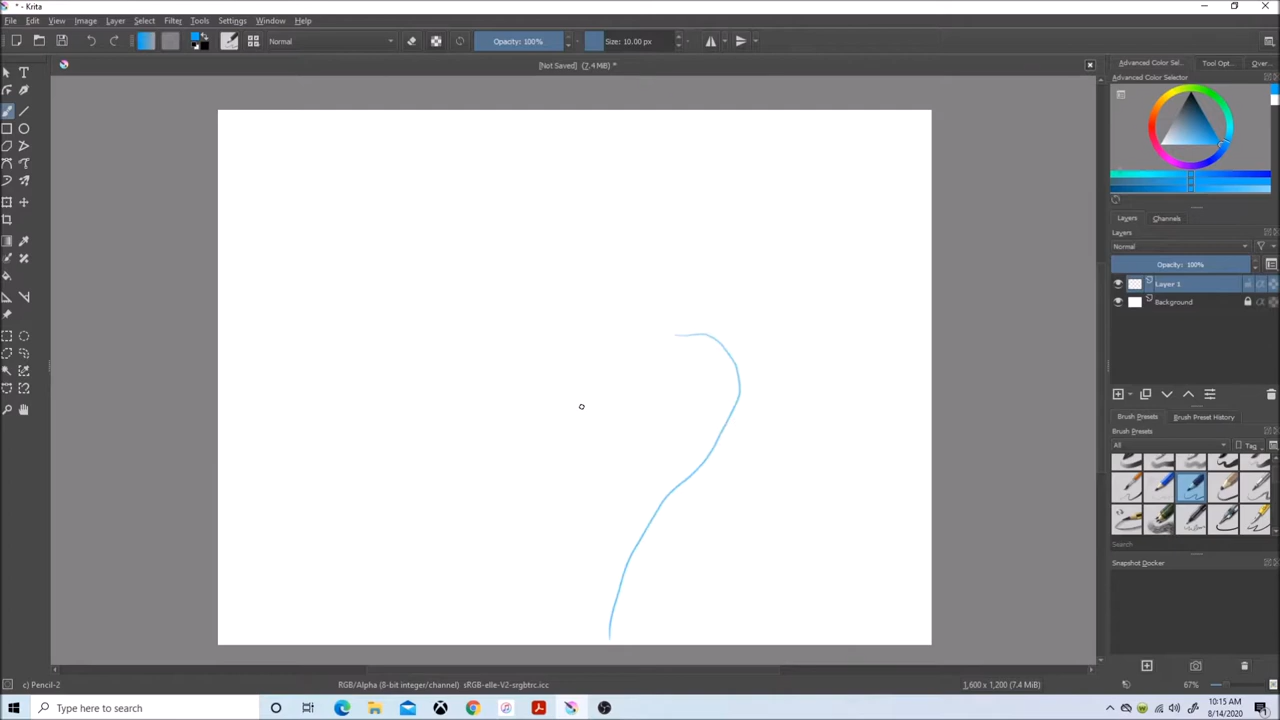 * - Krita
File Edit View Image Layer Select Filter Tools Settings Window Help
Normal Opacity: 100% Size: 10.00 px
[Not Saved] (7.4 MiB) *
Advanced Color Sel... Tool Opt... Over...
Advanced Color Selector
Layers Channels
Layers
Normal
Opacity: 100%
Layer 1
Background
Brush Presets Brush Preset History
Brush Presets
All Tag
Search
Snapshot Docker
c) Pencil-2 RGB/Alpha (8-bit integer/channel) sRGB-elle-V2-srgbtrc.icc 1,600 x 1,200 (7.4 MiB) 67%
Type here to search
10:15 AM
8/14/2020